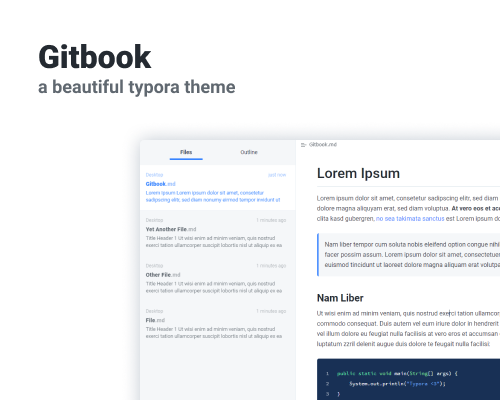 Gitbook
a beautiful typora theme
Files Outline
Desktop just now
Gitbook.md
Lorem Ipsum Lorem ipsum dolor sit amet, consetetur
sadipscing elitr, sed diam nonumy eirmod tempor invidunt ut
Desktop 1 minutes ago
Yet Another File.md
Title Header 1 Ut wisi enim ad minim veniam, quis nostrud
exerci tation ullamcorper suscipit lobortis nisl ut aliquip ex ea
Desktop 1 minutes ago
Other File.md
Title Header 1 Ut wisi enim ad minim veniam, quis nostrud
exerci tation ullamcorper suscipit lobortis nisl ut aliquip ex ea
Desktop 1 minutes ago
File.md
Title Header 1 Ut wisi enim ad minim veniam, quis nostrud
exerci tation ullamcorper suscipit lobortis nisl ut aliquip ex ea
Gitbook.md
Lorem Ipsum
Lorem ipsum dolor sit amet, consetetur sadipscing elitr, sed diam
dolore magna aliquyam erat, sed diam voluptua. At vero eos et acc
clita kasd gubergren, no sea takimata sanctus est Lorem ipsum do
Nam liber tempor cum soluta nobis eleifend option congue nihi
facer possim assum. Lorem ipsum dolor sit amet, consectetuer
euismod tincidunt ut laoreet dolore magna aliquam erat volutpa
Nam Liber
Ut wisi enim ad minim veniam, quis nostrud exerci tation ullamcor
commodo consequat. Duis autem vel eum iriure dolor in hendrerit
vel illum dolore eu feugiat nulla facilisis at vero eros et accumsan
luptatum zzril delenit augue duis dolore te feugait nulla facilisi
1 public static void main(String[] args) {
2 System.out.println("Typora <3");
3 }